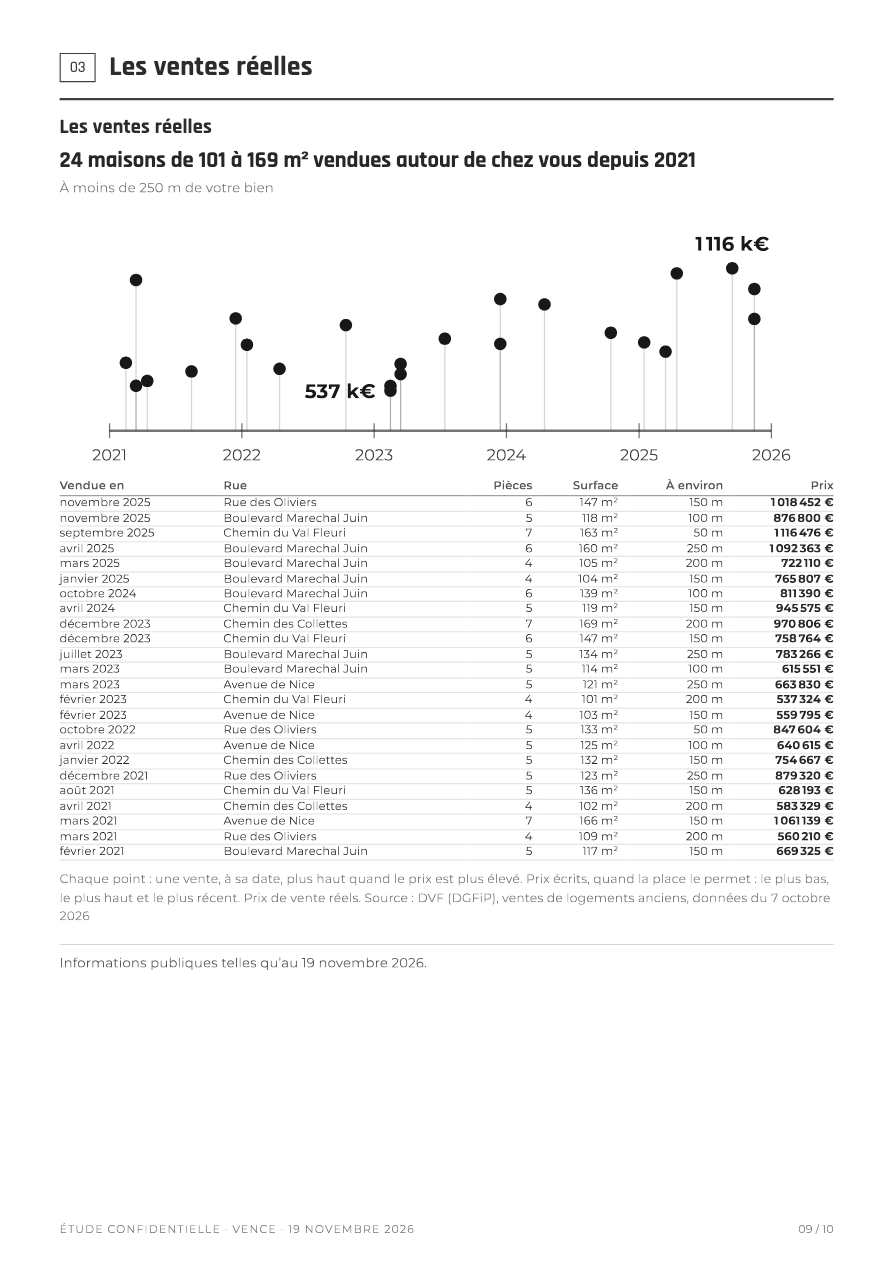 03 Les ventes réelles
Les ventes réelles
24 maisons de 101 à 169 m² vendues autour de chez vous depuis 2021
À moins de 250 m de votre bien
1 116 k€
537 k€
2021 2022 2023 2024 2025 2026
Vendue en Rue Pièces Surface À environ Prix
novembre 2025 Rue des Oliviers 6 147 m² 150 m 1 018 452 €
novembre 2025 Boulevard Marechal Juin 5 118 m² 100 m 876 800 €
septembre 2025 Chemin du Val Fleuri 7 163 m² 50 m 1 116 476 €
avril 2025 Boulevard Marechal Juin 6 160 m² 250 m 1 092 363 €
mars 2025 Boulevard Marechal Juin 4 105 m² 200 m 722 110 €
janvier 2025 Boulevard Marechal Juin 4 104 m² 150 m 765 807 €
octobre 2024 Boulevard Marechal Juin 6 139 m² 100 m 811 390 €
avril 2024 Chemin du Val Fleuri 5 119 m² 150 m 945 575 €
décembre 2023 Chemin des Collettes 7 169 m² 200 m 970 806 €
décembre 2023 Chemin du Val Fleuri 6 147 m² 150 m 758 764 €
juillet 2023 Boulevard Marechal Juin 5 134 m² 250 m 783 266 €
mars 2023 Boulevard Marechal Juin 5 114 m² 100 m 615 551 €
mars 2023 Avenue de Nice 5 121 m² 250 m 663 830 €
février 2023 Chemin du Val Fleuri 4 101 m² 200 m 537 324 €
février 2023 Avenue de Nice 4 103 m² 150 m 559 795 €
octobre 2022 Rue des Oliviers 5 133 m² 50 m 847 604 €
avril 2022 Avenue de Nice 5 125 m² 100 m 640 615 €
janvier 2022 Chemin des Collettes 5 132 m² 150 m 754 667 €
décembre 2021 Rue des Oliviers 5 123 m² 250 m 879 320 €
août 2021 Chemin du Val Fleuri 5 136 m² 150 m 628 193 €
avril 2021 Chemin des Collettes 4 102 m² 200 m 583 329 €
mars 2021 Avenue de Nice 7 166 m² 150 m 1 061 139 €
mars 2021 Rue des Oliviers 4 109 m² 200 m 560 210 €
février 2021 Boulevard Marechal Juin 5 117 m² 150 m 669 325 €
Chaque point : une vente, à sa date, plus haut quand le prix est plus élevé. Prix écrits, quand la place le permet : le plus bas,
le plus haut et le plus récent. Prix de vente réels. Source : DVF (DGFiP), ventes de logements anciens, données du 7 octobre
2026
Informations publiques telles qu'au 19 novembre 2026.
ÉTUDE CONFIDENTIELLE · VENCE · 19 NOVEMBRE 2026 09 / 10